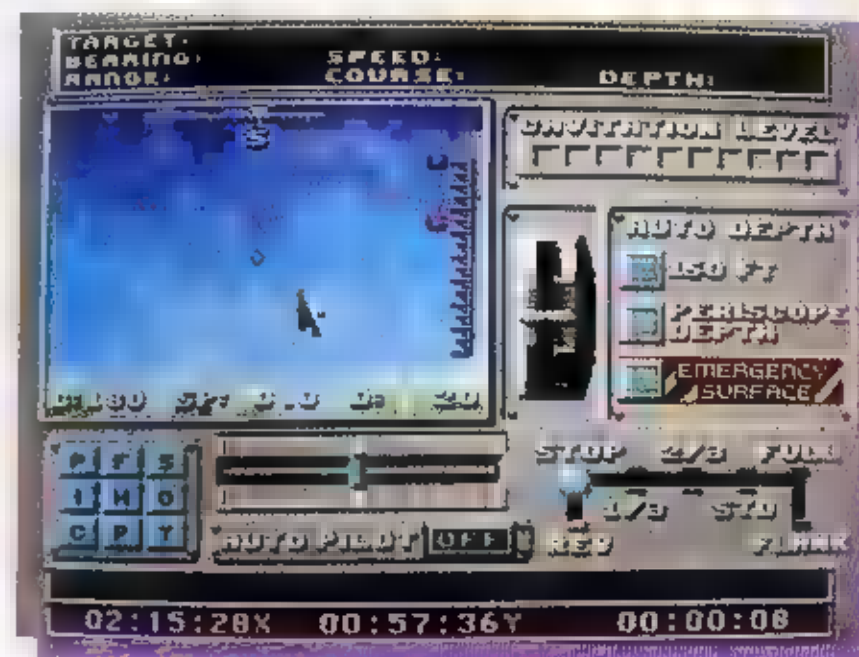 TARGET:
BEARING: SPEED:
RANGE: COURSE: DEPTH:
CAVITATION LEVEL
S
AUTO DEPTH
150 FT
PERISCOPE
DEPTH
EMERGENCY
SURFACE
P F S
I M O
C P T
STOP 2/3 FULL
1/3 STD
AUTO PILOT OFF
RED FLANK
02:15:28X 00:57:36Y 00:00:08